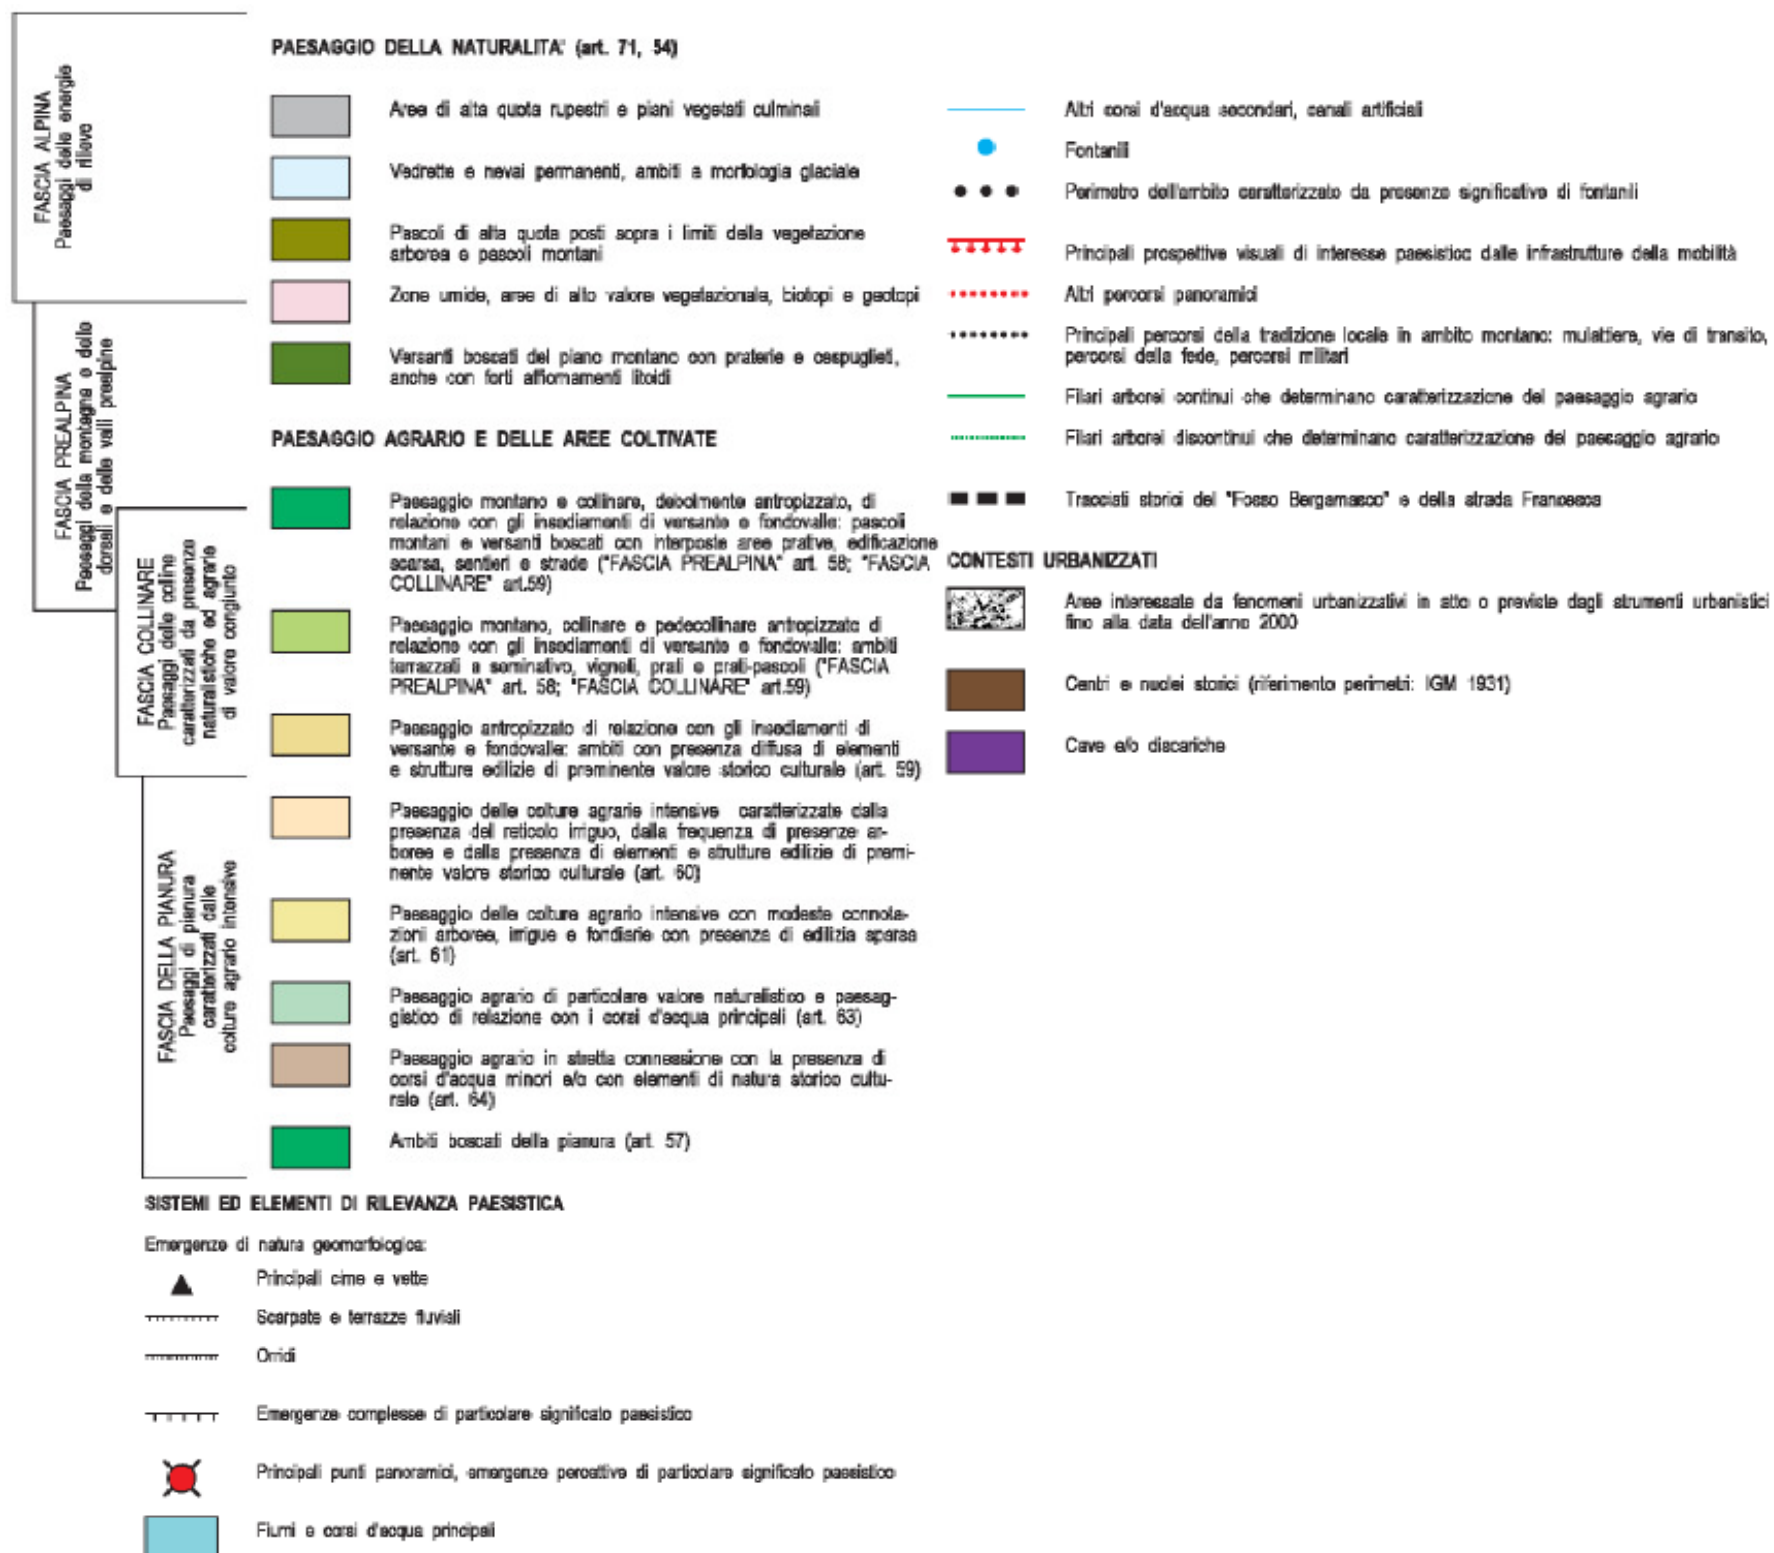 FASCIA ALPINA
Paesaggi delle energie
di rilievo
FASCIA PREALPINA
Paesaggi della montagna e delle
dorsali e delle valli prealpine
FASCIA COLLINARE
Paesaggi delle colline
caratterizzati da presenze
naturalistiche ed agrarie
di valore congiunto
FASCIA DELLA PIANURA
Paesaggi di pianura
caratterizzati dalle
colture agrario intensive
PAESAGGIO DELLA NATURALITA' (art. 71, 54)
Aree di alta quota rupestri e piani vegetati culminali
Vedrette e nevai permanenti, ambiti a morfologia glaciale
Pascoli di alta quota posti sopra i limiti della vegetazione
arborea e pascoli montani
Zone umide, aree di alto valore vegetazionale, biotopi e geotopi
Versanti boscati del piano montano con praterie e cespuglieti,
anche con forti affioramenti litoidi
PAESAGGIO AGRARIO E DELLE AREE COLTIVATE
Paesaggio montano e collinare, debolmente antropizzato, di
relazione con gli insediamenti di versante e fondovalle: pascoli
montani e versanti boscati con interposte aree prative, edificazione
scarsa, sentieri e strade ("FASCIA PREALPINA" art. 58; "FASCIA
COLLINARE" art.59)
Paesaggio montano, collinare e pedecollinare antropizzato di
relazione con gli insediamenti di versante e fondovalle: ambiti
terrazzati a seminativo, vigneti, prati e prati-pascoli ("FASCIA
PREALPINA" art. 58; "FASCIA COLLINARE" art.59)
Paesaggio antropizzato di relazione con gli insediamenti di
versante e fondovalle: ambiti con presenza diffusa di elementi
e strutture edilizie di preminente valore storico culturale (art. 59)
Paesaggio delle colture agrarie intensive caratterizzate dalla
presenza del reticolo irriguo, dalla frequenza di presenze ar-
boree e dalla presenza di elementi e strutture edilizie di premi-
nente valore storico culturale (art. 60)
Paesaggio delle colture agrario intensive con modeste connota-
zioni arboree, irrigue e fondiarie con presenza di edilizia sparsa
(art. 61)
Paesaggio agrario di particolare valore naturalistico e paesag-
gistico di relazione con i corsi d'acqua principali (art. 63)
Paesaggio agrario in stretta connessione con la presenza di
corsi d'acqua minori e/o con elementi di natura storico cultu-
rale (art. 64)
Ambiti boscati della pianura (art. 57)
SISTEMI ED ELEMENTI DI RILEVANZA PAESISTICA
Emergenze di natura geomorfologica:
Principali cime e vette
Scarpate e terrazze fluviali
Orridi
Emergenze complesse di particolare significato paesistico
Principali punti panoramici, emergenze percettive di particolare significato paesistico
Fiumi e corsi d'acqua principali
Altri corsi d'acqua secondari, canali artificiali
Fontanili
Perimetro dell'ambito caratterizzato da presenze significative di fontanili
Principali prospettive visuali di interesse paesistico dalle infrastrutture della mobilità
Altri percorsi panoramici
Principali percorsi della tradizione locale in ambito montano: mulattiere, vie di transito,
percorsi della fede, percorsi militari
Filari arborei continui che determinano caratterizzazione del paesaggio agrario
Filari arborei discontinui che determinano caratterizzazione del paesaggio agrario
Tracciati storici del "Fosso Bergamasco" e della strada Francesca
CONTESTI URBANIZZATI
Aree interessate da fenomeni urbanizzativi in atto o previste dagli strumenti urbanistici
fino alla data dell'anno 2000
Centri e nuclei storici (riferimento perimetri: IGM 1931)
Cave e/o discariche